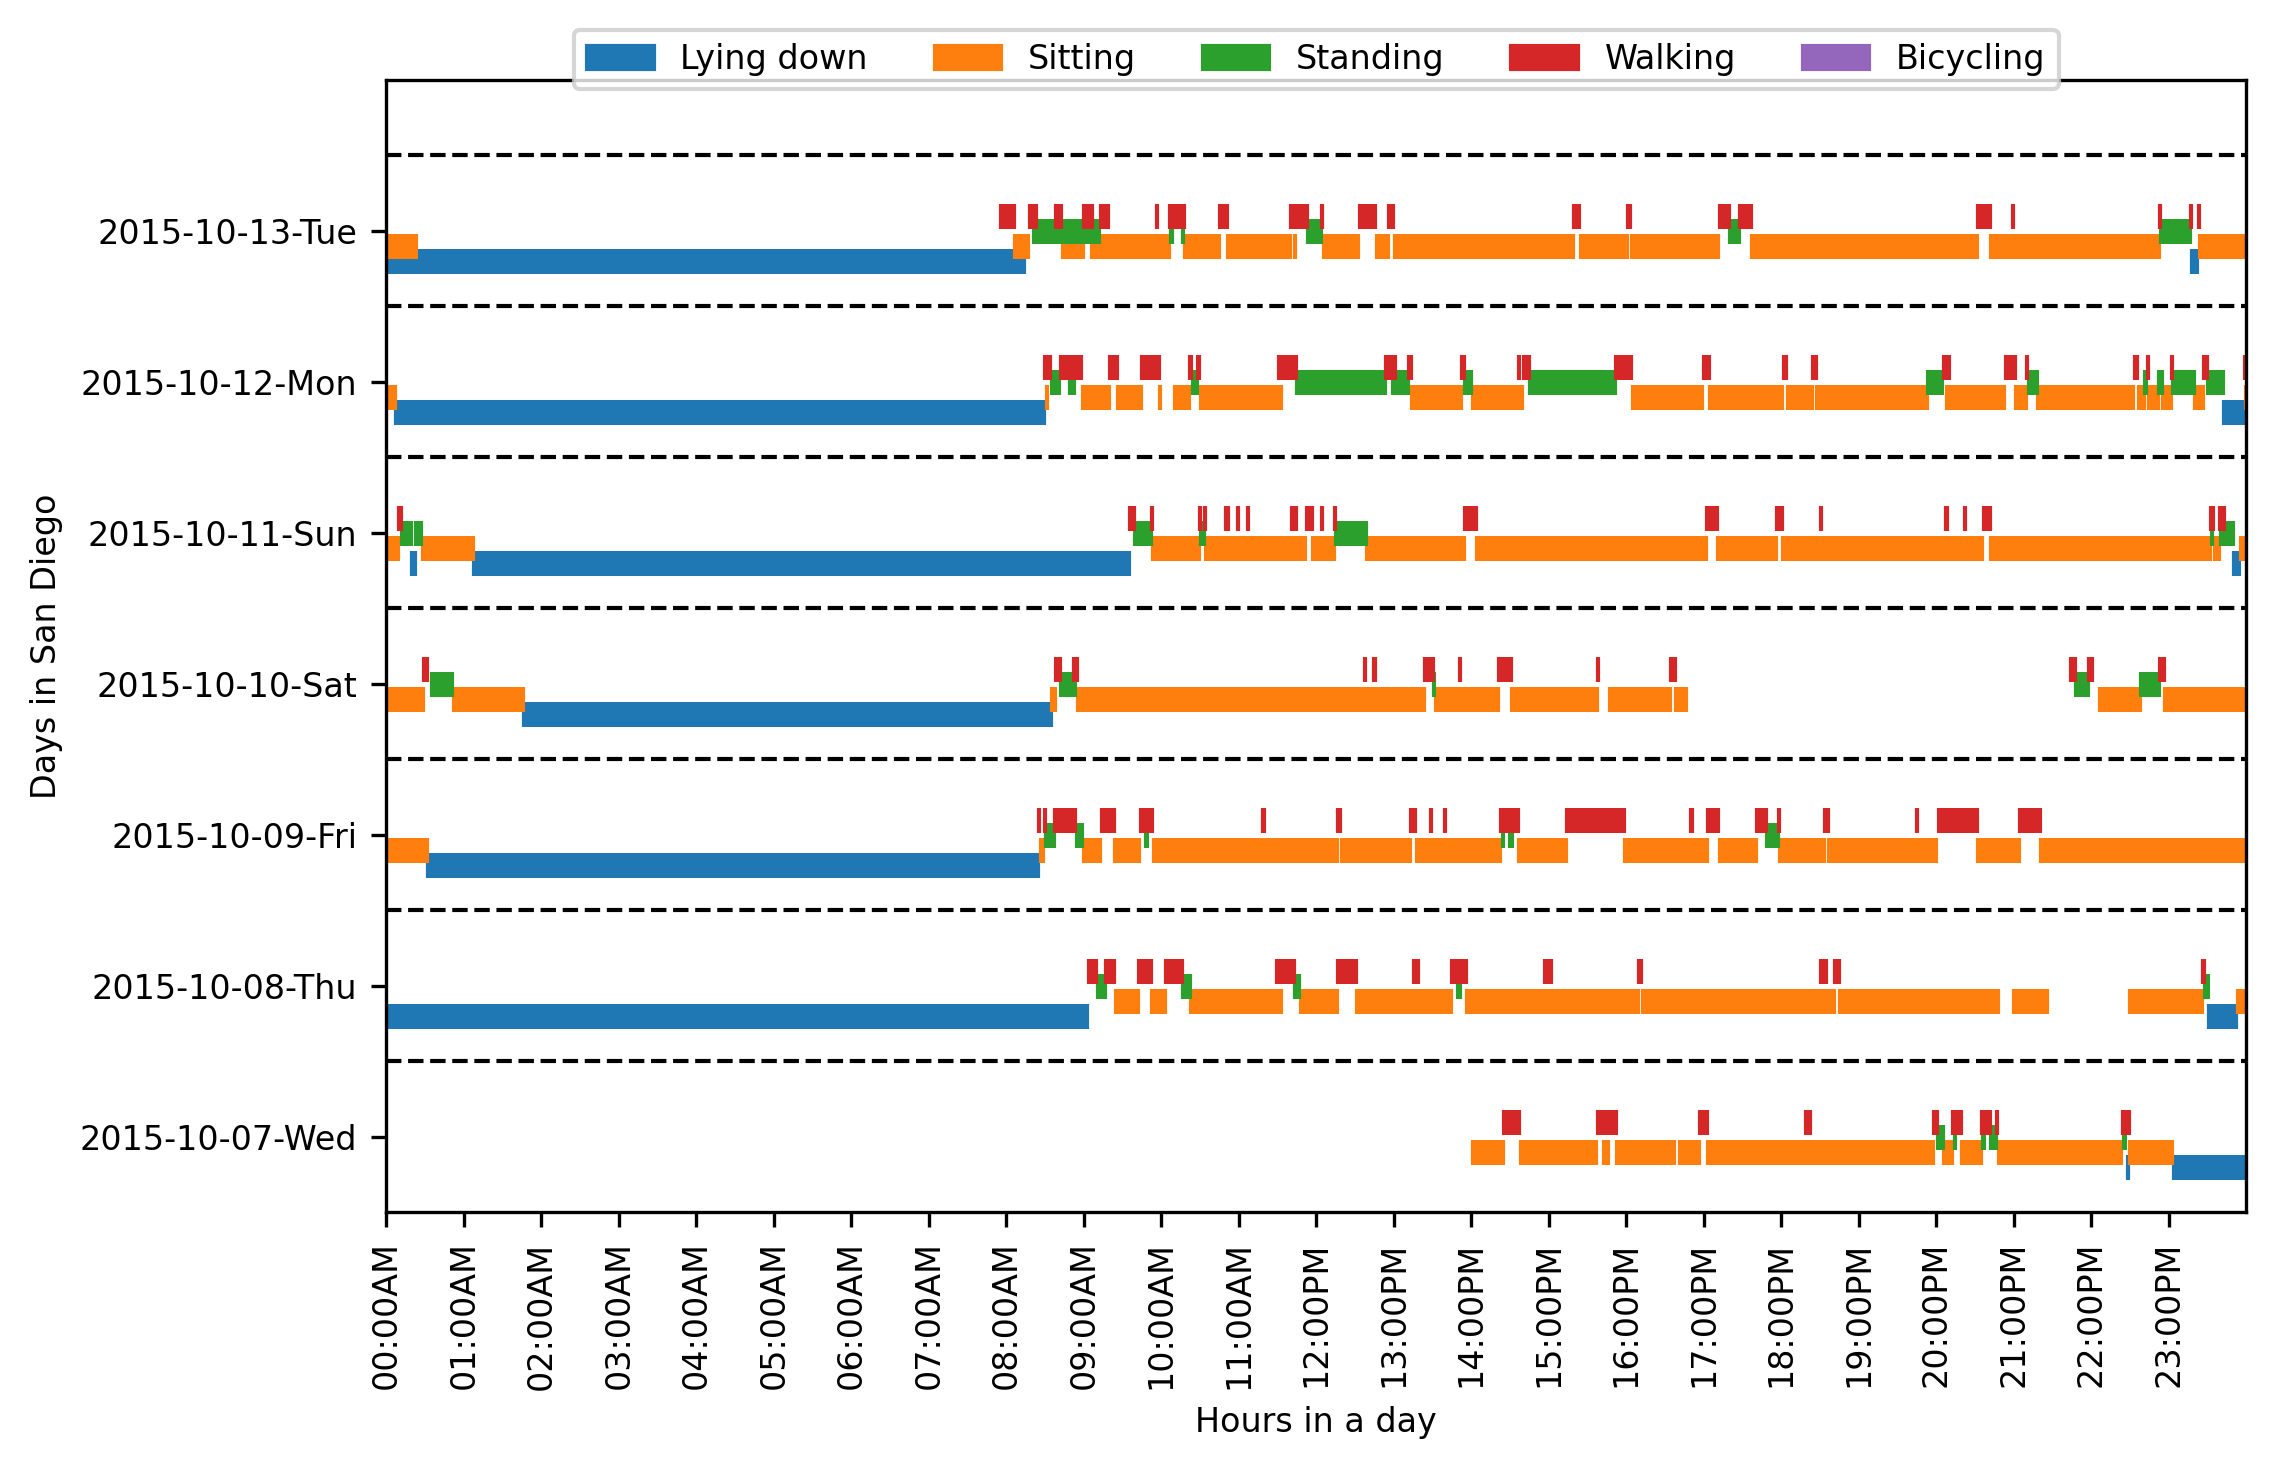 Lying down Sitting Standing Walking Bicycling
Days in San Diego
2015-10-13-Tue
2015-10-12-Mon
2015-10-11-Sun
2015-10-10-Sat
2015-10-09-Fri
2015-10-08-Thu
2015-10-07-Wed
00:00AM
01:00AM
02:00AM
03:00AM
04:00AM
05:00AM
06:00AM
07:00AM
08:00AM
09:00AM
10:00AM
11:00AM
12:00PM
13:00PM
14:00PM
15:00PM
16:00PM
17:00PM
18:00PM
19:00PM
20:00PM
21:00PM
22:00PM
23:00PM
Hours in a day